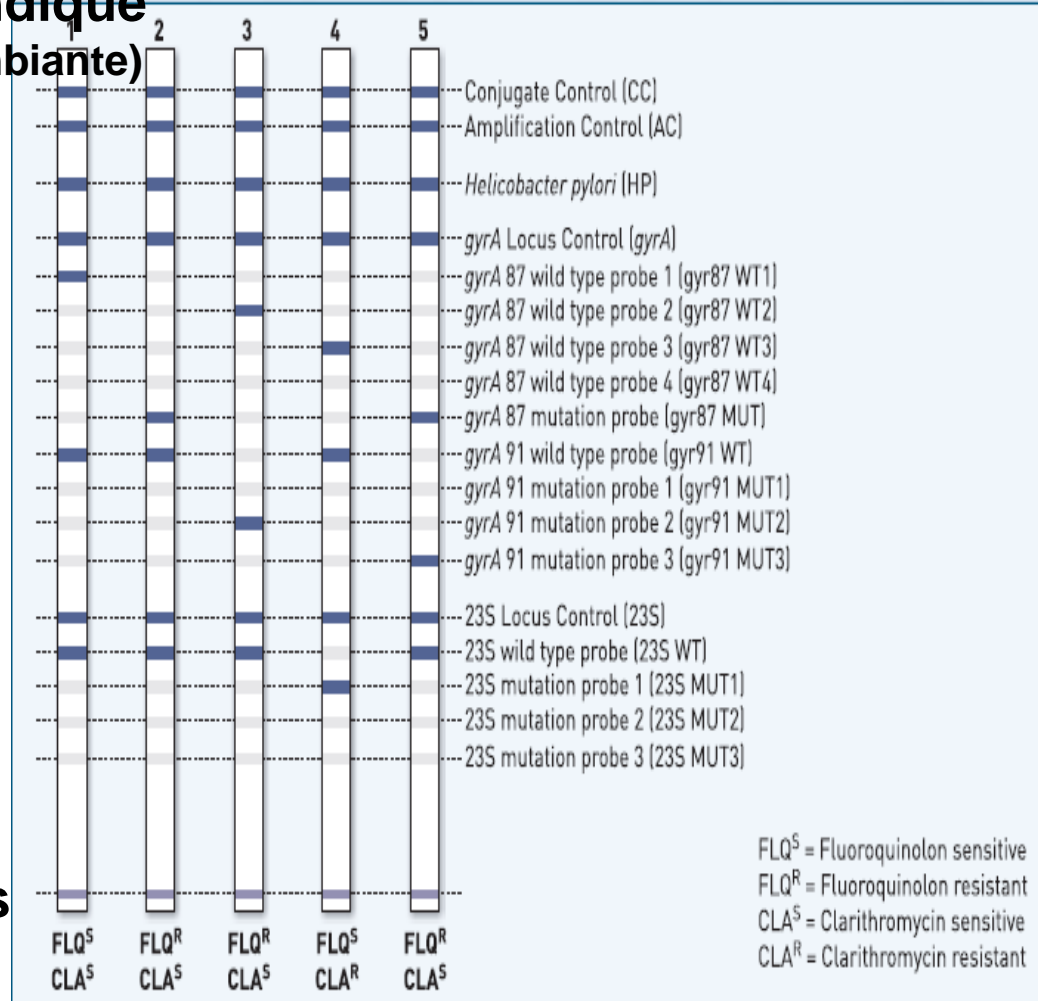 1 2 3 4 5
biante)
Conjugate Control (CC)
Amplification Control (AC)
Helicobacter pylori (HP)
gyrA Locus Control (gyrA)
gyrA 87 wild type probe 1 (gyr87 WT1)
gyrA 87 wild type probe 2 (gyr87 WT2)
gyrA 87 wild type probe 3 (gyr87 WT3)
gyrA 87 wild type probe 4 (gyr87 WT4)
gyrA 87 mutation probe (gyr87 MUT)
gyrA 91 wild type probe (gyr91 WT)
gyrA 91 mutation probe 1 (gyr91 MUT1)
gyrA 91 mutation probe 2 (gyr91 MUT2)
gyrA 91 mutation probe 3 (gyr91 MUT3)
23S Locus Control (23S)
23S wild type probe (23S WT)
23S mutation probe 1 (23S MUT1)
23S mutation probe 2 (23S MUT2)
23S mutation probe 3 (23S MUT3)
FLQS = Fluoroquinolon sensitive
FLQR = Fluoroquinolon resistant
CLAS = Clarithromycin sensitive
CLAR = Clarithromycin resistant
s
FLQS FLQR FLQR FLQS FLQR
CLAS CLAS CLAS CLAR CLAS